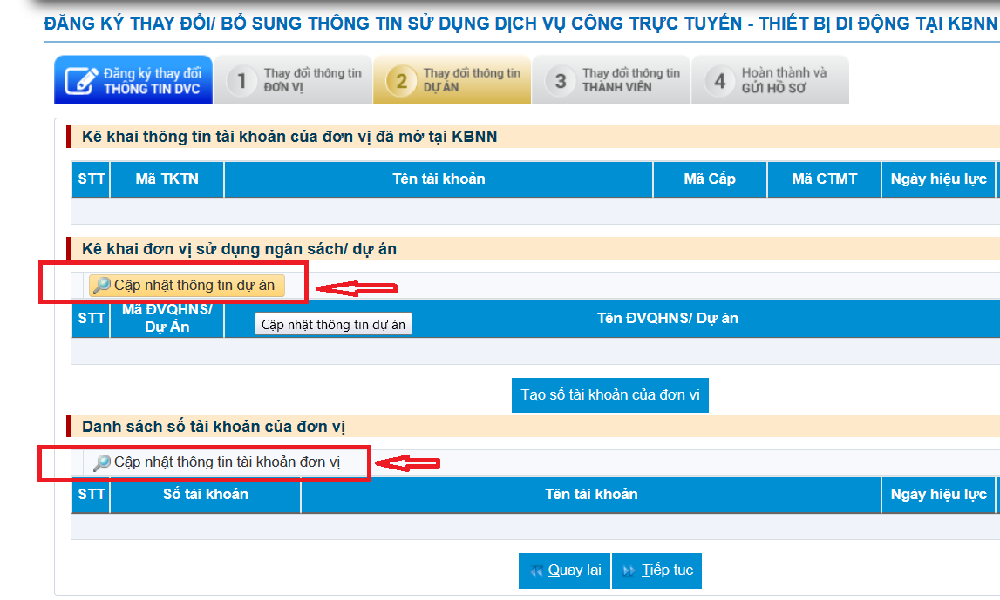 ĐĂNG KÝ THAY ĐỔI/ BỔ SUNG THÔNG TIN SỬ DỤNG DỊCH VỤ CÔNG TRỰC TUYẾN - THIẾT BỊ DI ĐỘNG TẠI KBNN
Đăng ký thay đổi
THÔNG TIN DVC
1
Thay đổi thông tin
ĐƠN VỊ
2
Thay đổi thông tin
DỰ ÁN
3
Thay đổi thông tin
THÀNH VIÊN
4
Hoàn thành và
GỬI HỒ SƠ
Kê khai thông tin tài khoản của đơn vị đã mở tại KBNN
STT Mã TKTN Tên tài khoản Mã Cấp Mã CTMT Ngày hiệu lực
Kê khai đơn vị sử dụng ngân sách/ dự án
Cập nhật thông tin dự án
STT
Mã ĐVQHNS/
Dự Án
Tên ĐVQHNS/ Dự án
Cập nhật thông tin dự án
Tạo số tài khoản của đơn vị
Danh sách số tài khoản của đơn vị
Cập nhật thông tin tài khoản đơn vị
STT Số tài khoản Tên tài khoản Ngày hiệu lực
Quay lại Tiếp tục